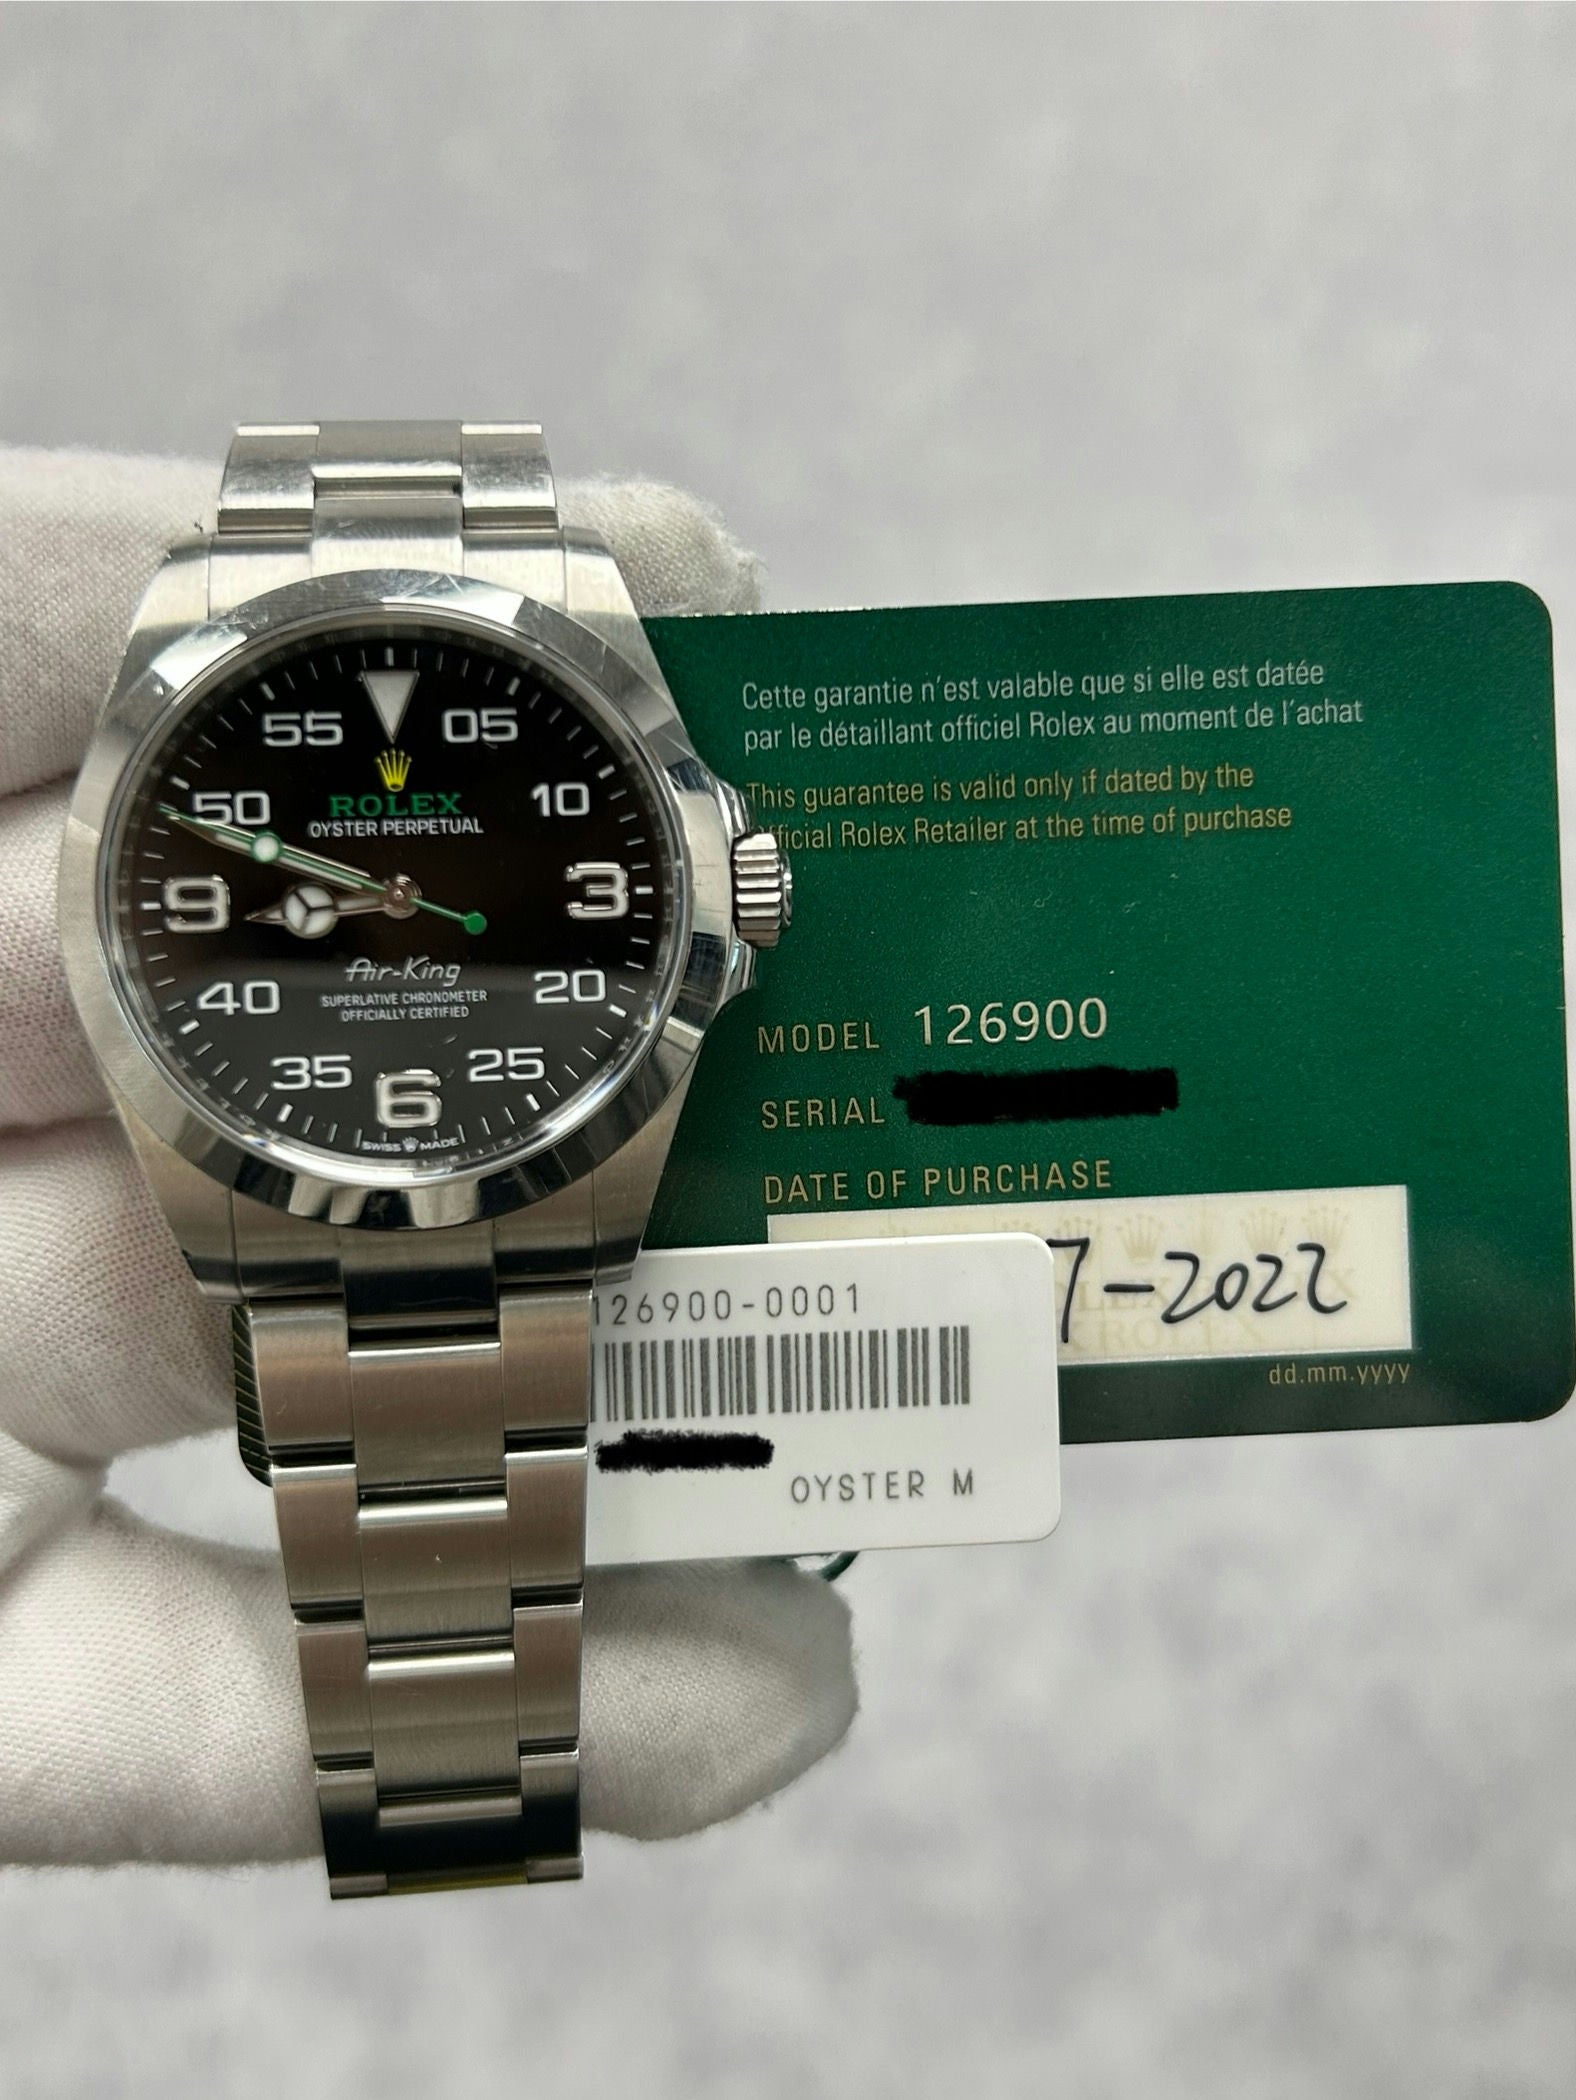 55 05
50 10
ROLEX
OYSTER PERPETUAL
9 3
Air-King
40 20
SUPERLATIVE CHRONOMETER
OFFICIALLY CERTIFIED
35 25
6
SWISS MADE
Cette garantie n'est valable que si elle est datée
par le détaillant officiel Rolex au moment de l'achat
This guarantee is valid only if dated by the
fficial Rolex Retailer at the time of purchase
MODEL 126900
SERIAL
DATE OF PURCHASE
7-2022
dd.mm.yyyy
126900-0001
OYSTER M